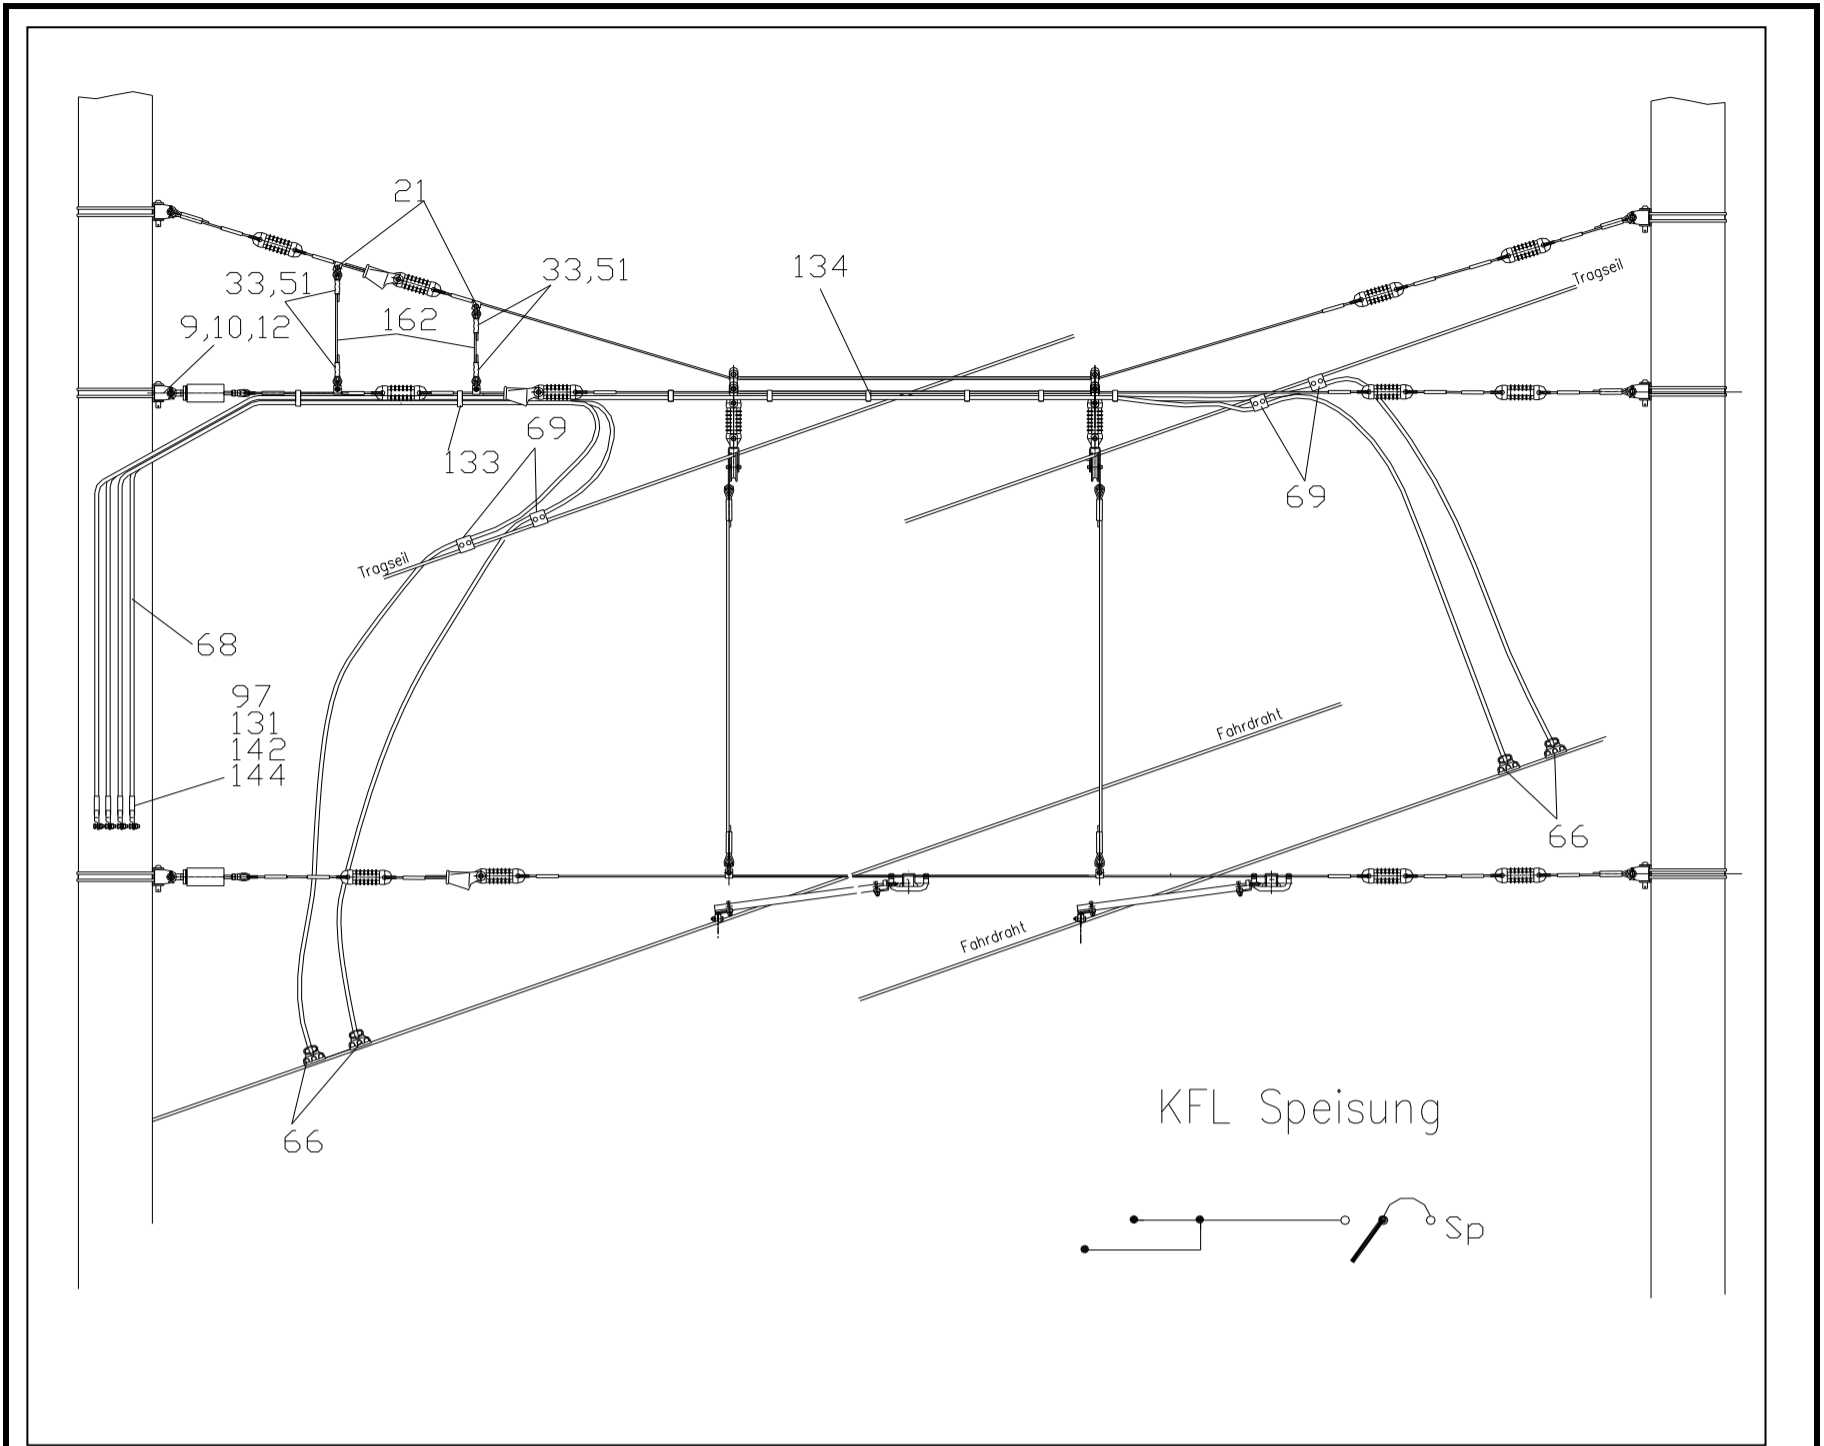 21
33,51
33,51
134
Tragseil
9,10,12
162
69
133
69
Tragseil
68
97
131
142
144
Fahrdraht
66
Fahrdraht
66
KFL Speisung
Sp